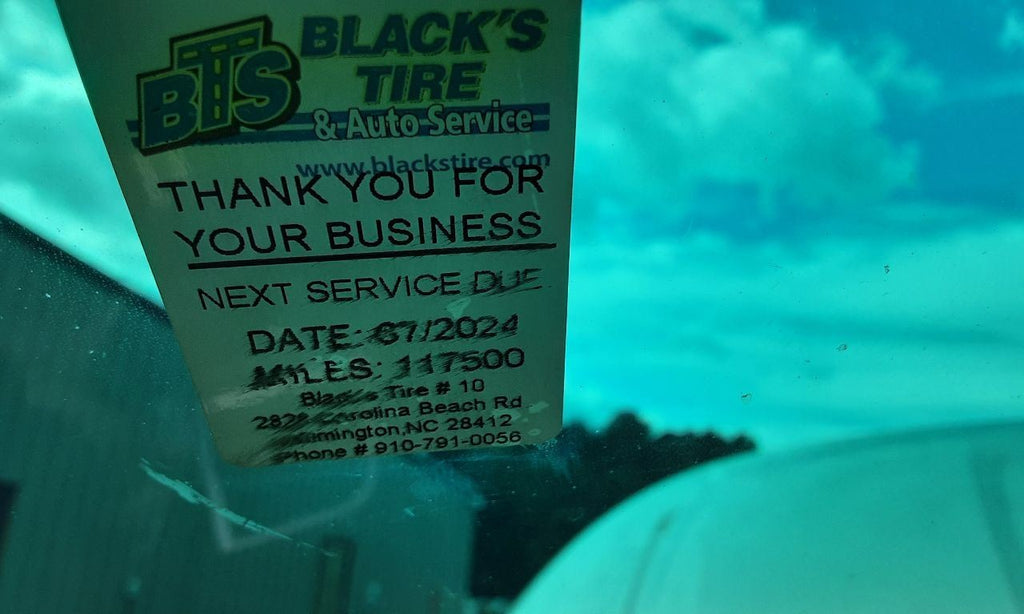 BTS
BLACK'S
TIRE
& Auto Service
www.blackstire.com
THANK YOU FOR
YOUR BUSINESS
NEXT SERVICE DUE
DATE: 07/2024
MILES: 117500
Black's Tire # 10
Carolina Beach Rd
Wilmington,NC 28412
Phone # 910-791-0056